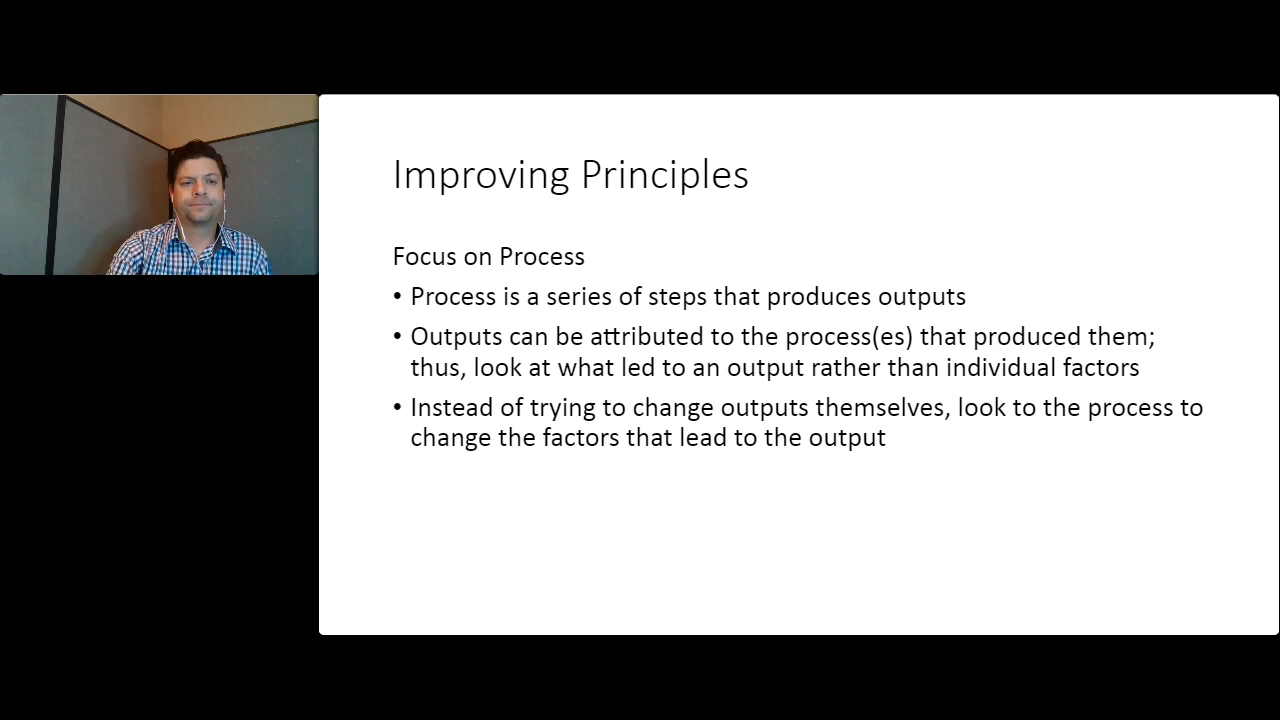 Improving Principles
Focus on Process
• Process is a series of steps that produces outputs
• Outputs can be attributed to the process(es) that produced them;
thus, look at what led to an output rather than individual factors
• Instead of trying to change outputs themselves, look to the process to
change the factors that lead to the output